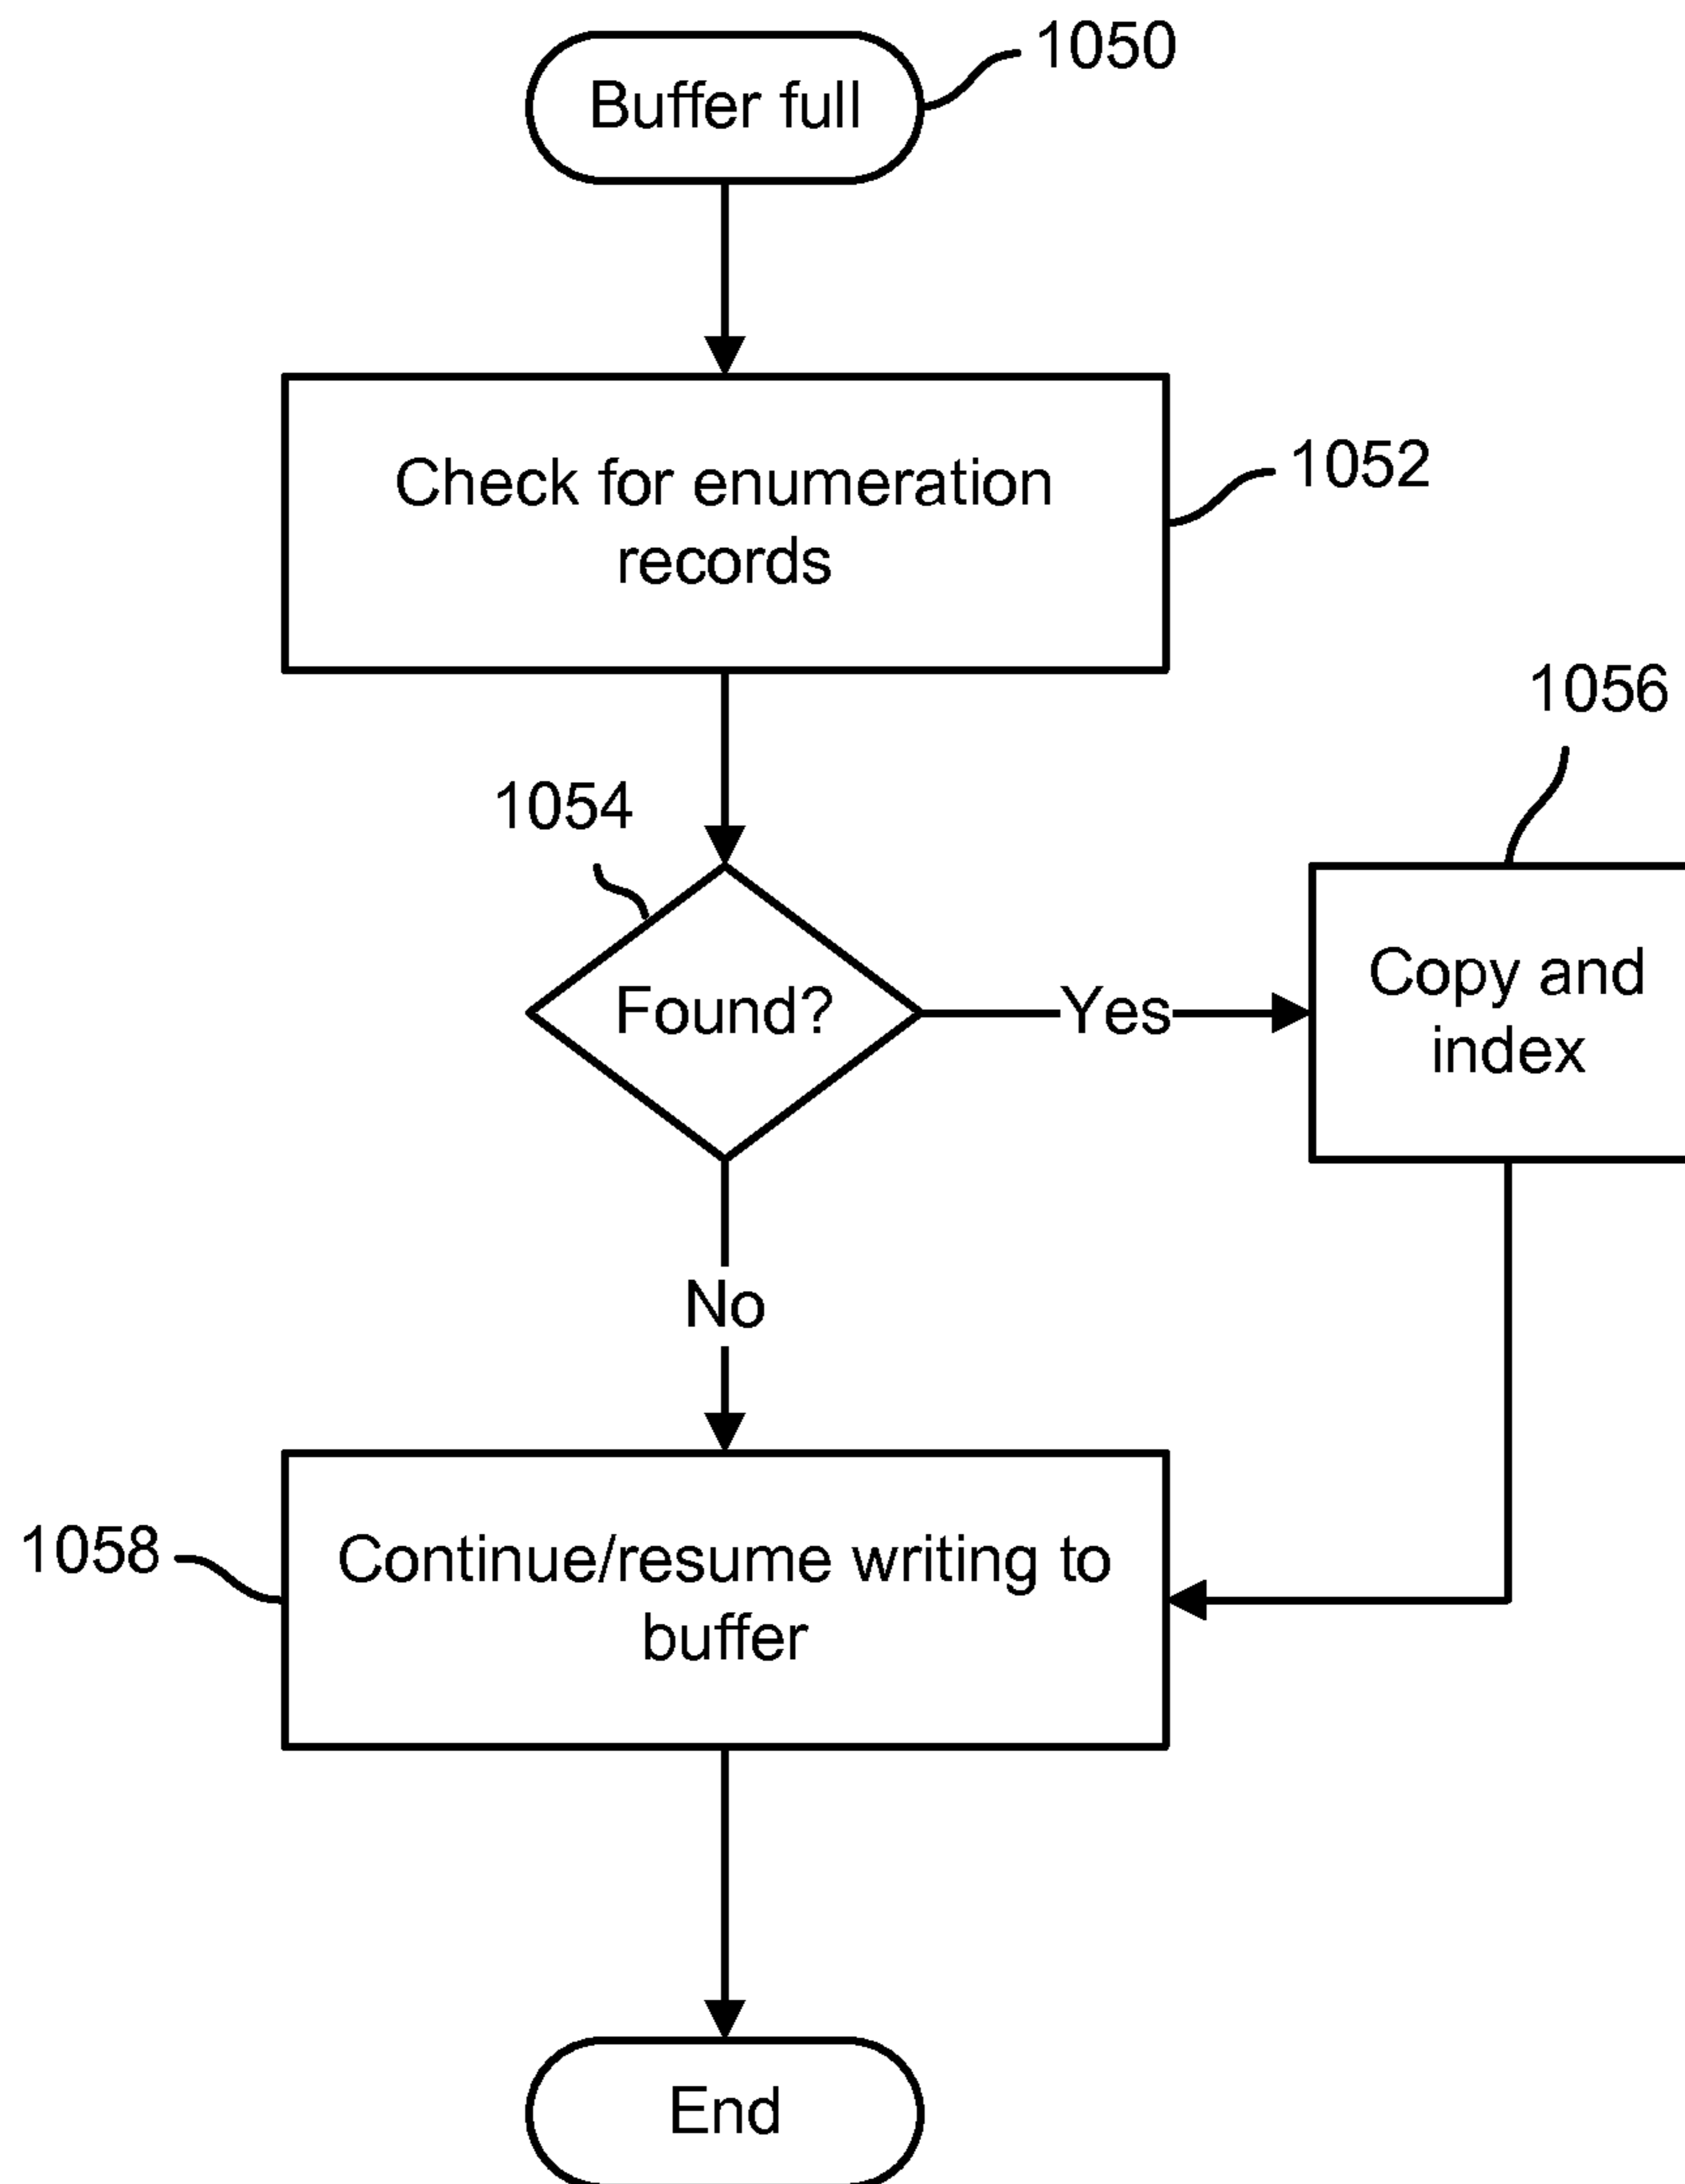 1050
Buffer full
Check for enumeration
records
1052
1056
1054
Found?
Yes
Copy and
index
No
1058
Continue/resume writing to
buffer
End